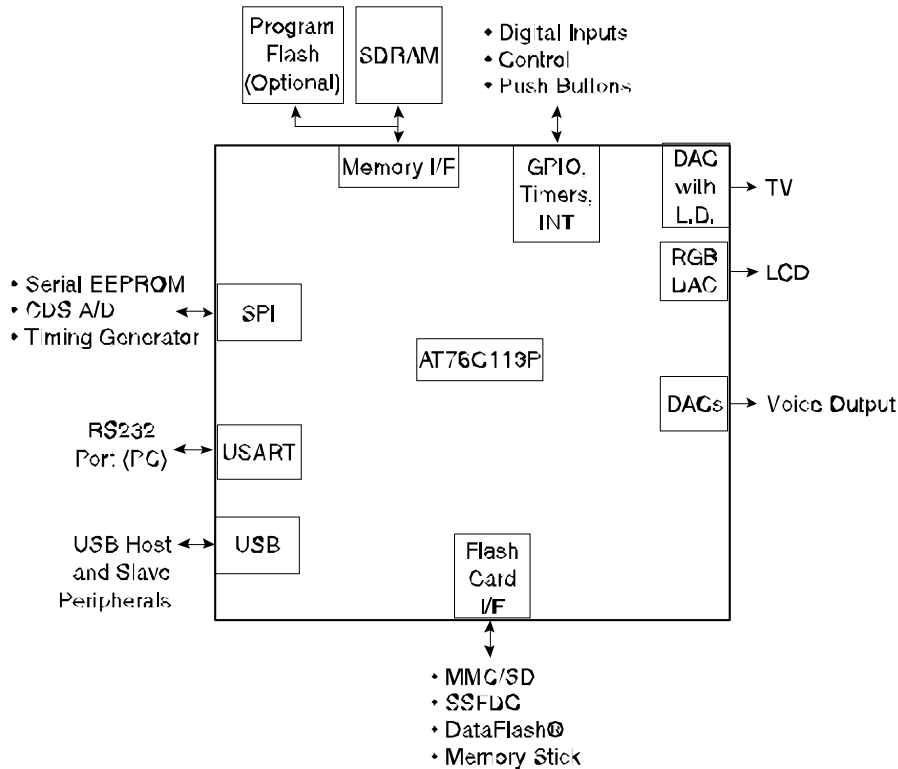 Program
Flash
(Optional)
SDRAM
• Digital Inputs
• Control
• Push Buttons
Memory I/F
GPIO,
Timers,
INT
DAC
with
L.D.
TV
RGB
DAC
LCD
• Serial EEPROM
• CDS A/D
• Timing Generator
SPI
AT76C113P
DACs
Voice Output
RS232
Port (PC)
USART
USB Host
and Slave
Peripherals
USB
Flash
Card
I/F
• MMC/SD
• SSFDC
• DataFlash®
• Memory Stick